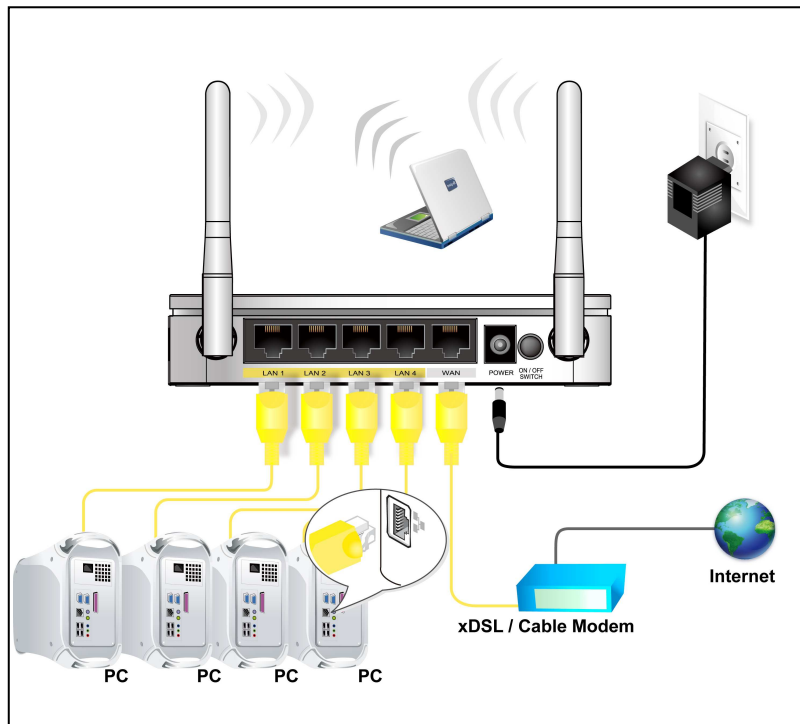 LAN 1 LAN 2 LAN 3 LAN 4 WAN POWER ON / OFF
SWITCH
Internet
xDSL / Cable Modem
PC PC PC PC